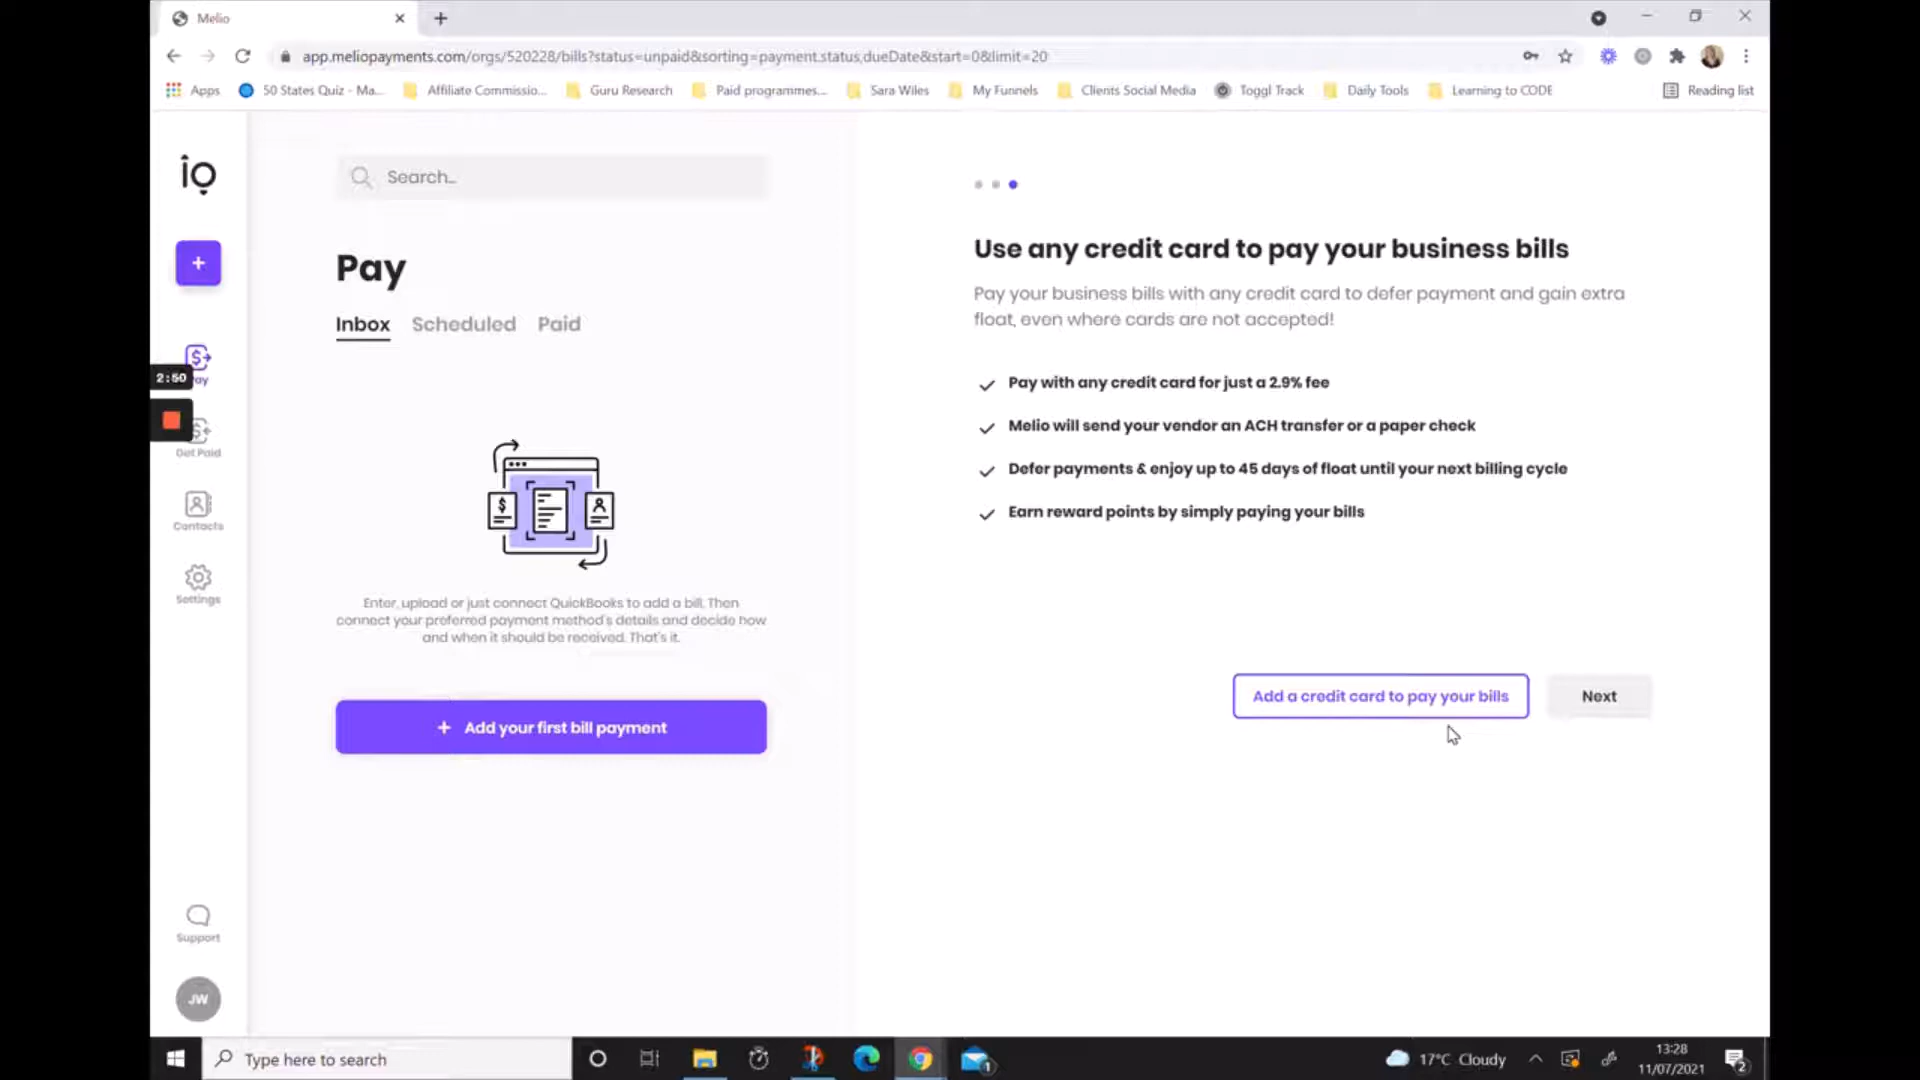 Melio
app.meliopayments.com/orgs/520228/bills?status=unpaid&sorting=payment.status,dueDate&start=0&limit=20
Apps
50 States Quiz - Ma...
Affiliate Commissio...
Guru Research
Paid programmes...
Sara Wiles
My Funnels
Clients Social Media
Toggl Track
Daily Tools
Learning to CODE
Reading list
io
Search...
+
Pay
Inbox Scheduled Paid
2:50
ay
Get Paid
Contacts
Settings
Enter, upload or just connect QuickBooks to add a bill. Then
connect your preferred payment method's details and decide how
and when it should be received. That's it.
+ Add your first bill payment
Use any credit card to pay your business bills
Pay your business bills with any credit card to defer payment and gain extra
float, even where cards are not accepted!
Pay with any credit card for just a 2.9% fee
Melio will send your vendor an ACH transfer or a paper check
Defer payments & enjoy up to 45 days of float until your next billing cycle
Earn reward points by simply paying your bills
Add a credit card to pay your bills
Next
Support
JW
Type here to search
1
17°C Cloudy
13:28
11/07/2021
2